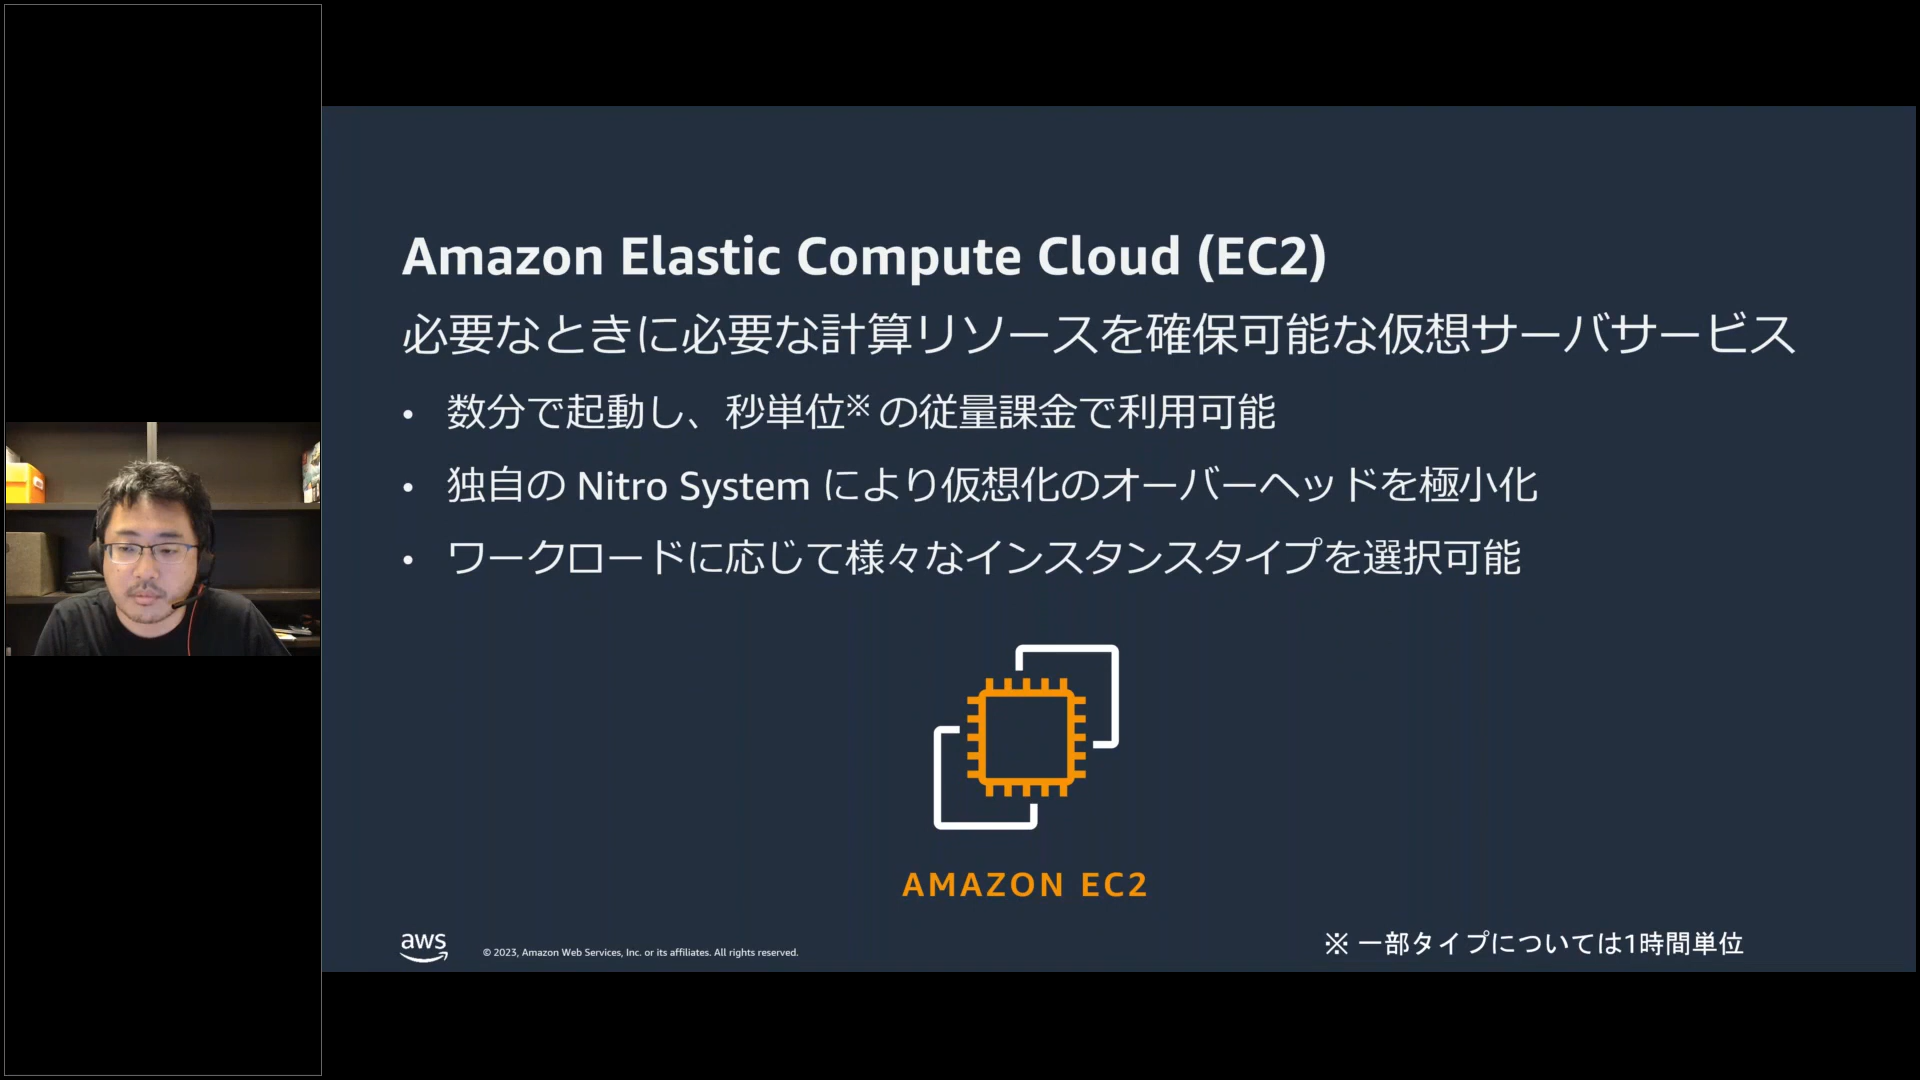 Amazon Elastic Compute Cloud (EC2)
必要なときに必要な計算リソースを確保可能な仮想サーバサービス
• 数分で起動し、秒単位※の従量課金で利用可能
• 独自の Nitro System により仮想化のオーバーヘッドを極小化
• ワークロードに応じて様々なインスタンスタイプを選択可能
AMAZON EC2
aws
© 2023, Amazon Web Services, Inc. or its affiliates. All rights reserved.
※ 一部タイプについては1時間単位